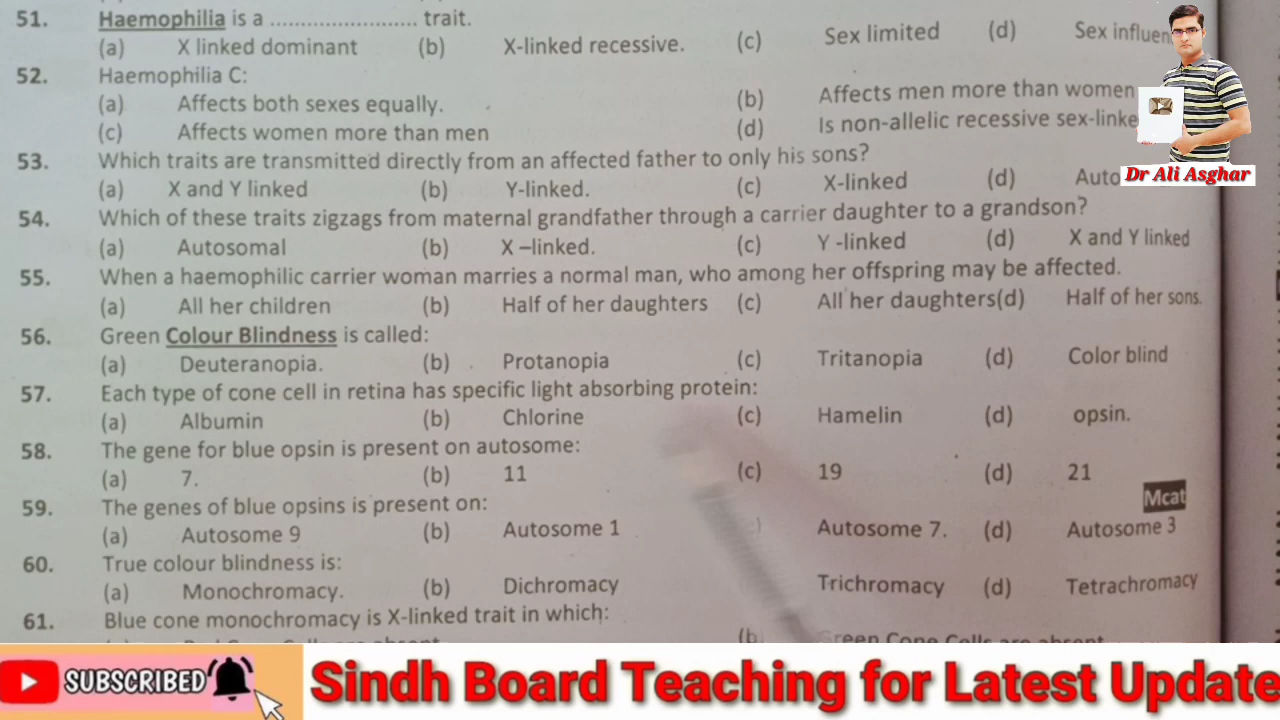 51. Haemophilia is a ........................ trait.
(a) X linked dominant (b) X-linked recessive. (c) Sex limited (d) Sex influen
52. Haemophilia C:
(a) Affects both sexes equally. (b) Affects men more than women
(c) Affects women more than men (d) Is non-allelic recessive sex-linke
53. Which traits are transmitted directly from an affected father to only his sons?
(a) X and Y linked (b) Y-linked. (c) X-linked (d) Auto
Dr Ali Asghar
54. Which of these traits zigzags from maternal grandfather through a carrier daughter to a grandson?
(a) Autosomal (b) X –linked. (c) Y -linked (d) X and Y linked
55. When a haemophilic carrier woman marries a normal man, who among her offspring may be affected.
(a) All her children (b) Half of her daughters (c) All her daughters(d) Half of her sons.
56. Green Colour Blindness is called:
(a) Deuteranopia. (b) Protanopia (c) Tritanopia (d) Color blind
57. Each type of cone cell in retina has specific light absorbing protein:
(a) Albumin (b) Chlorine (c) Hamelin (d) opsin.
58. The gene for blue opsin is present on autosome:
(a) 7. (b) 11 (c) 19 (d) 21
Mcat
59. The genes of blue opsins is present on:
(a) Autosome 9 (b) Autosome 1 ) Autosome 7. (d) Autosome 3
60. True colour blindness is:
(a) Monochromacy. (b) Dichromacy Trichromacy (d) Tetrachromacy
61. Blue cone monochromacy is X-linked trait in which:
(b Green Cone Cells are absent
SUBSCRIBED Sindh Board Teaching for Latest Update